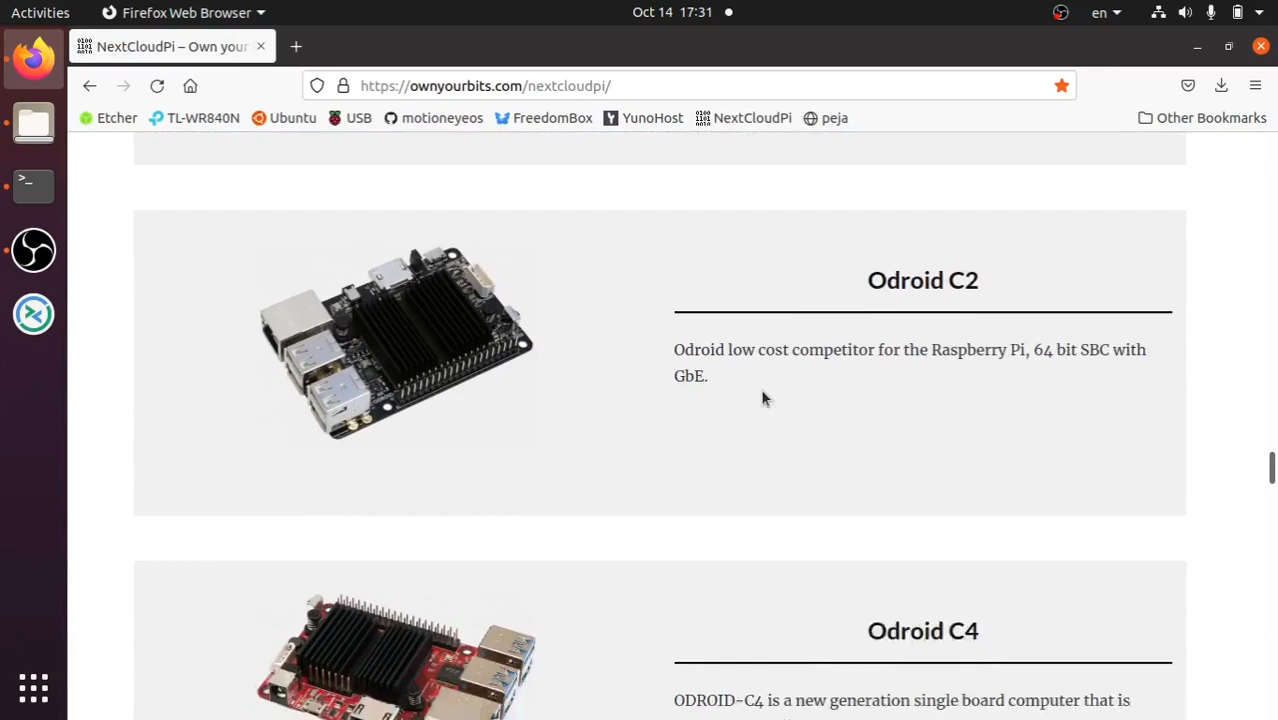 Activities
Firefox Web Browser
Oct 14 17:31
en
NextCloudPi – Own your
https://ownyourbits.com/nextcloudpi/
Etcher
TL-WR840N
Ubuntu
USB
motioneyeos
FreedomBox
YunoHost
NextCloudPi
peja
Other Bookmarks
Odroid C2
Odroid low cost competitor for the Raspberry Pi, 64 bit SBC with
GbE.
Odroid C4
ODROID-C4 is a new generation single board computer that is